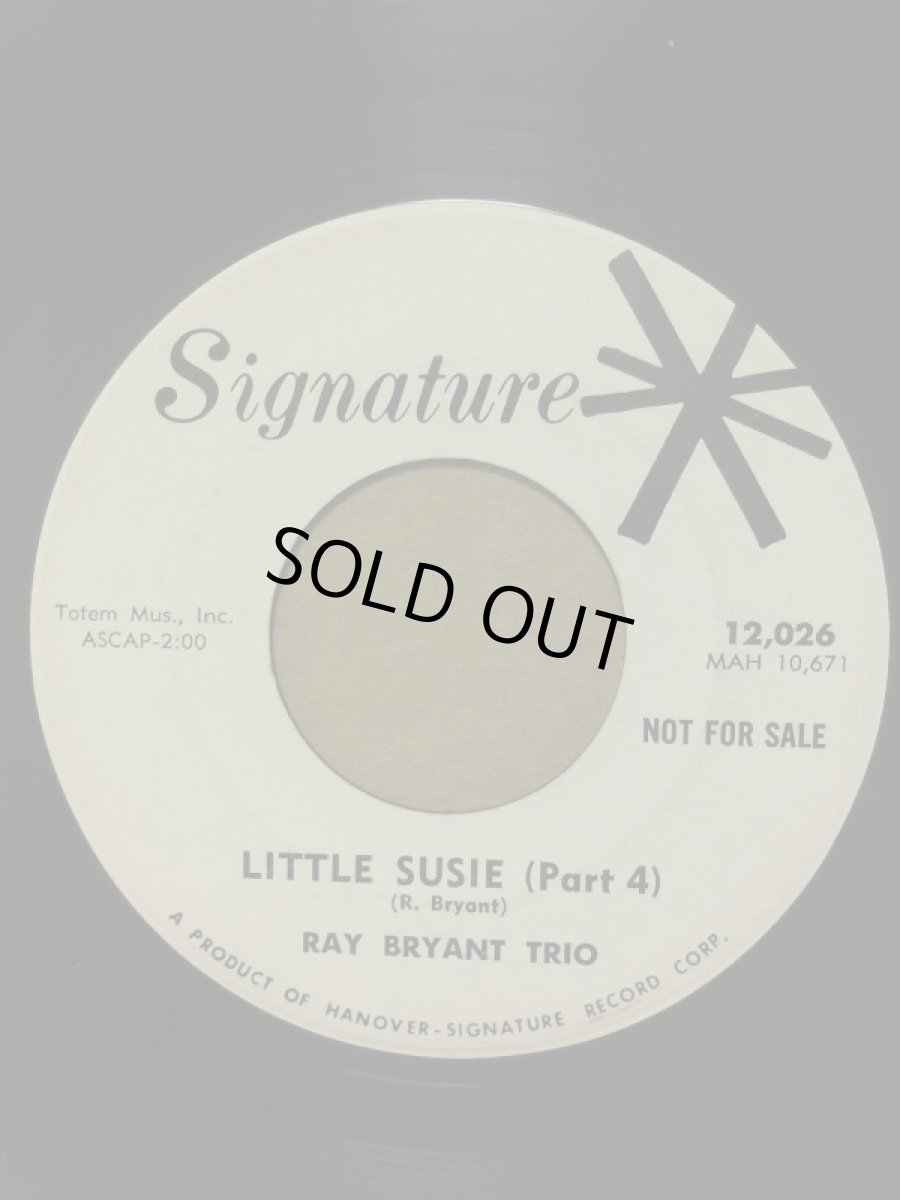 Signature
SOLD OUT
Totem Mus., Inc.
ASCAP-2:00
12,026
MAH 10,671
NOT FOR SALE
LITTLE SUSIE (Part 4)
(R. Bryant)
RAY BRYANT TRIO
A PRODUCT OF HANOVER-SIGNATURE RECORD CORP.